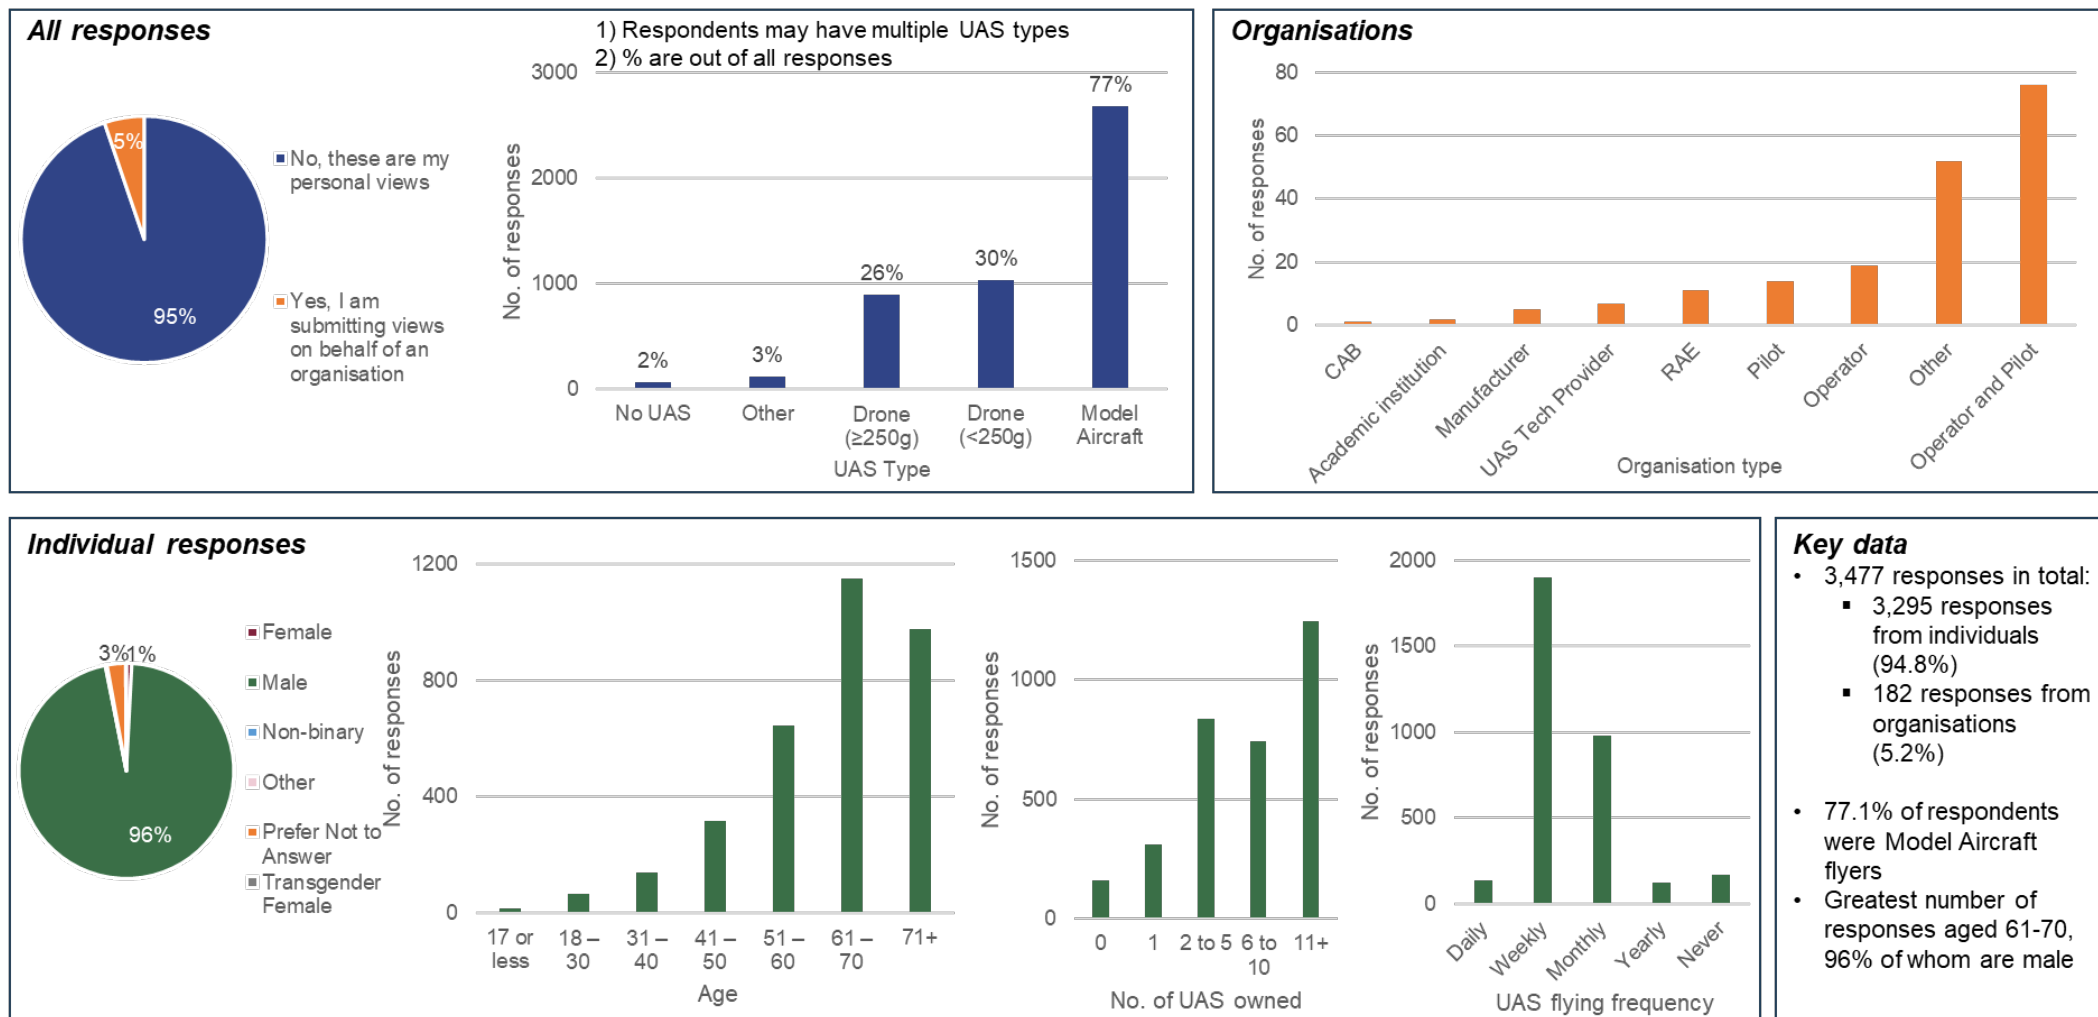 All responses
1) Respondents may have multiple UAS types
2) % are out of all responses
5%
95%
No, these are my
personal views
Yes, I am
submitting views
on behalf of an
organisation
No. of responses
3000
2000
1000
0
2%
3%
26%
30%
77%
No UAS
Other
Drone
(≥250g)
Drone
(<250g)
Model
Aircraft
UAS Type
Organisations
No. of responses
80
60
40
20
0
CAB
Academic institution
Manufacturer
UAS Tech Provider
RAE
Pilot
Operator
Other
Operator and Pilot
Organisation type
Individual responses
3%
1%
96%
Female
Male
Non-binary
Other
Prefer Not to
Answer
Transgender
Female
No. of responses
1200
800
400
0
17 or
less
18 –
30
31 –
40
41 –
50
51 –
60
61 –
70
71+
Age
No. of responses
1500
1000
500
0
0
1
2 to 5
6 to
10
11+
No. of UAS owned
No. of responses
2000
1500
1000
500
0
Daily
Weekly
Monthly
Yearly
Never
UAS flying frequency
Key data
• 3,477 responses in total:
▪ 3,295 responses
from individuals
(94.8%)
▪ 182 responses from
organisations
(5.2%)
• 77.1% of respondents
were Model Aircraft
flyers
• Greatest number of
responses aged 61-70,
96% of whom are male